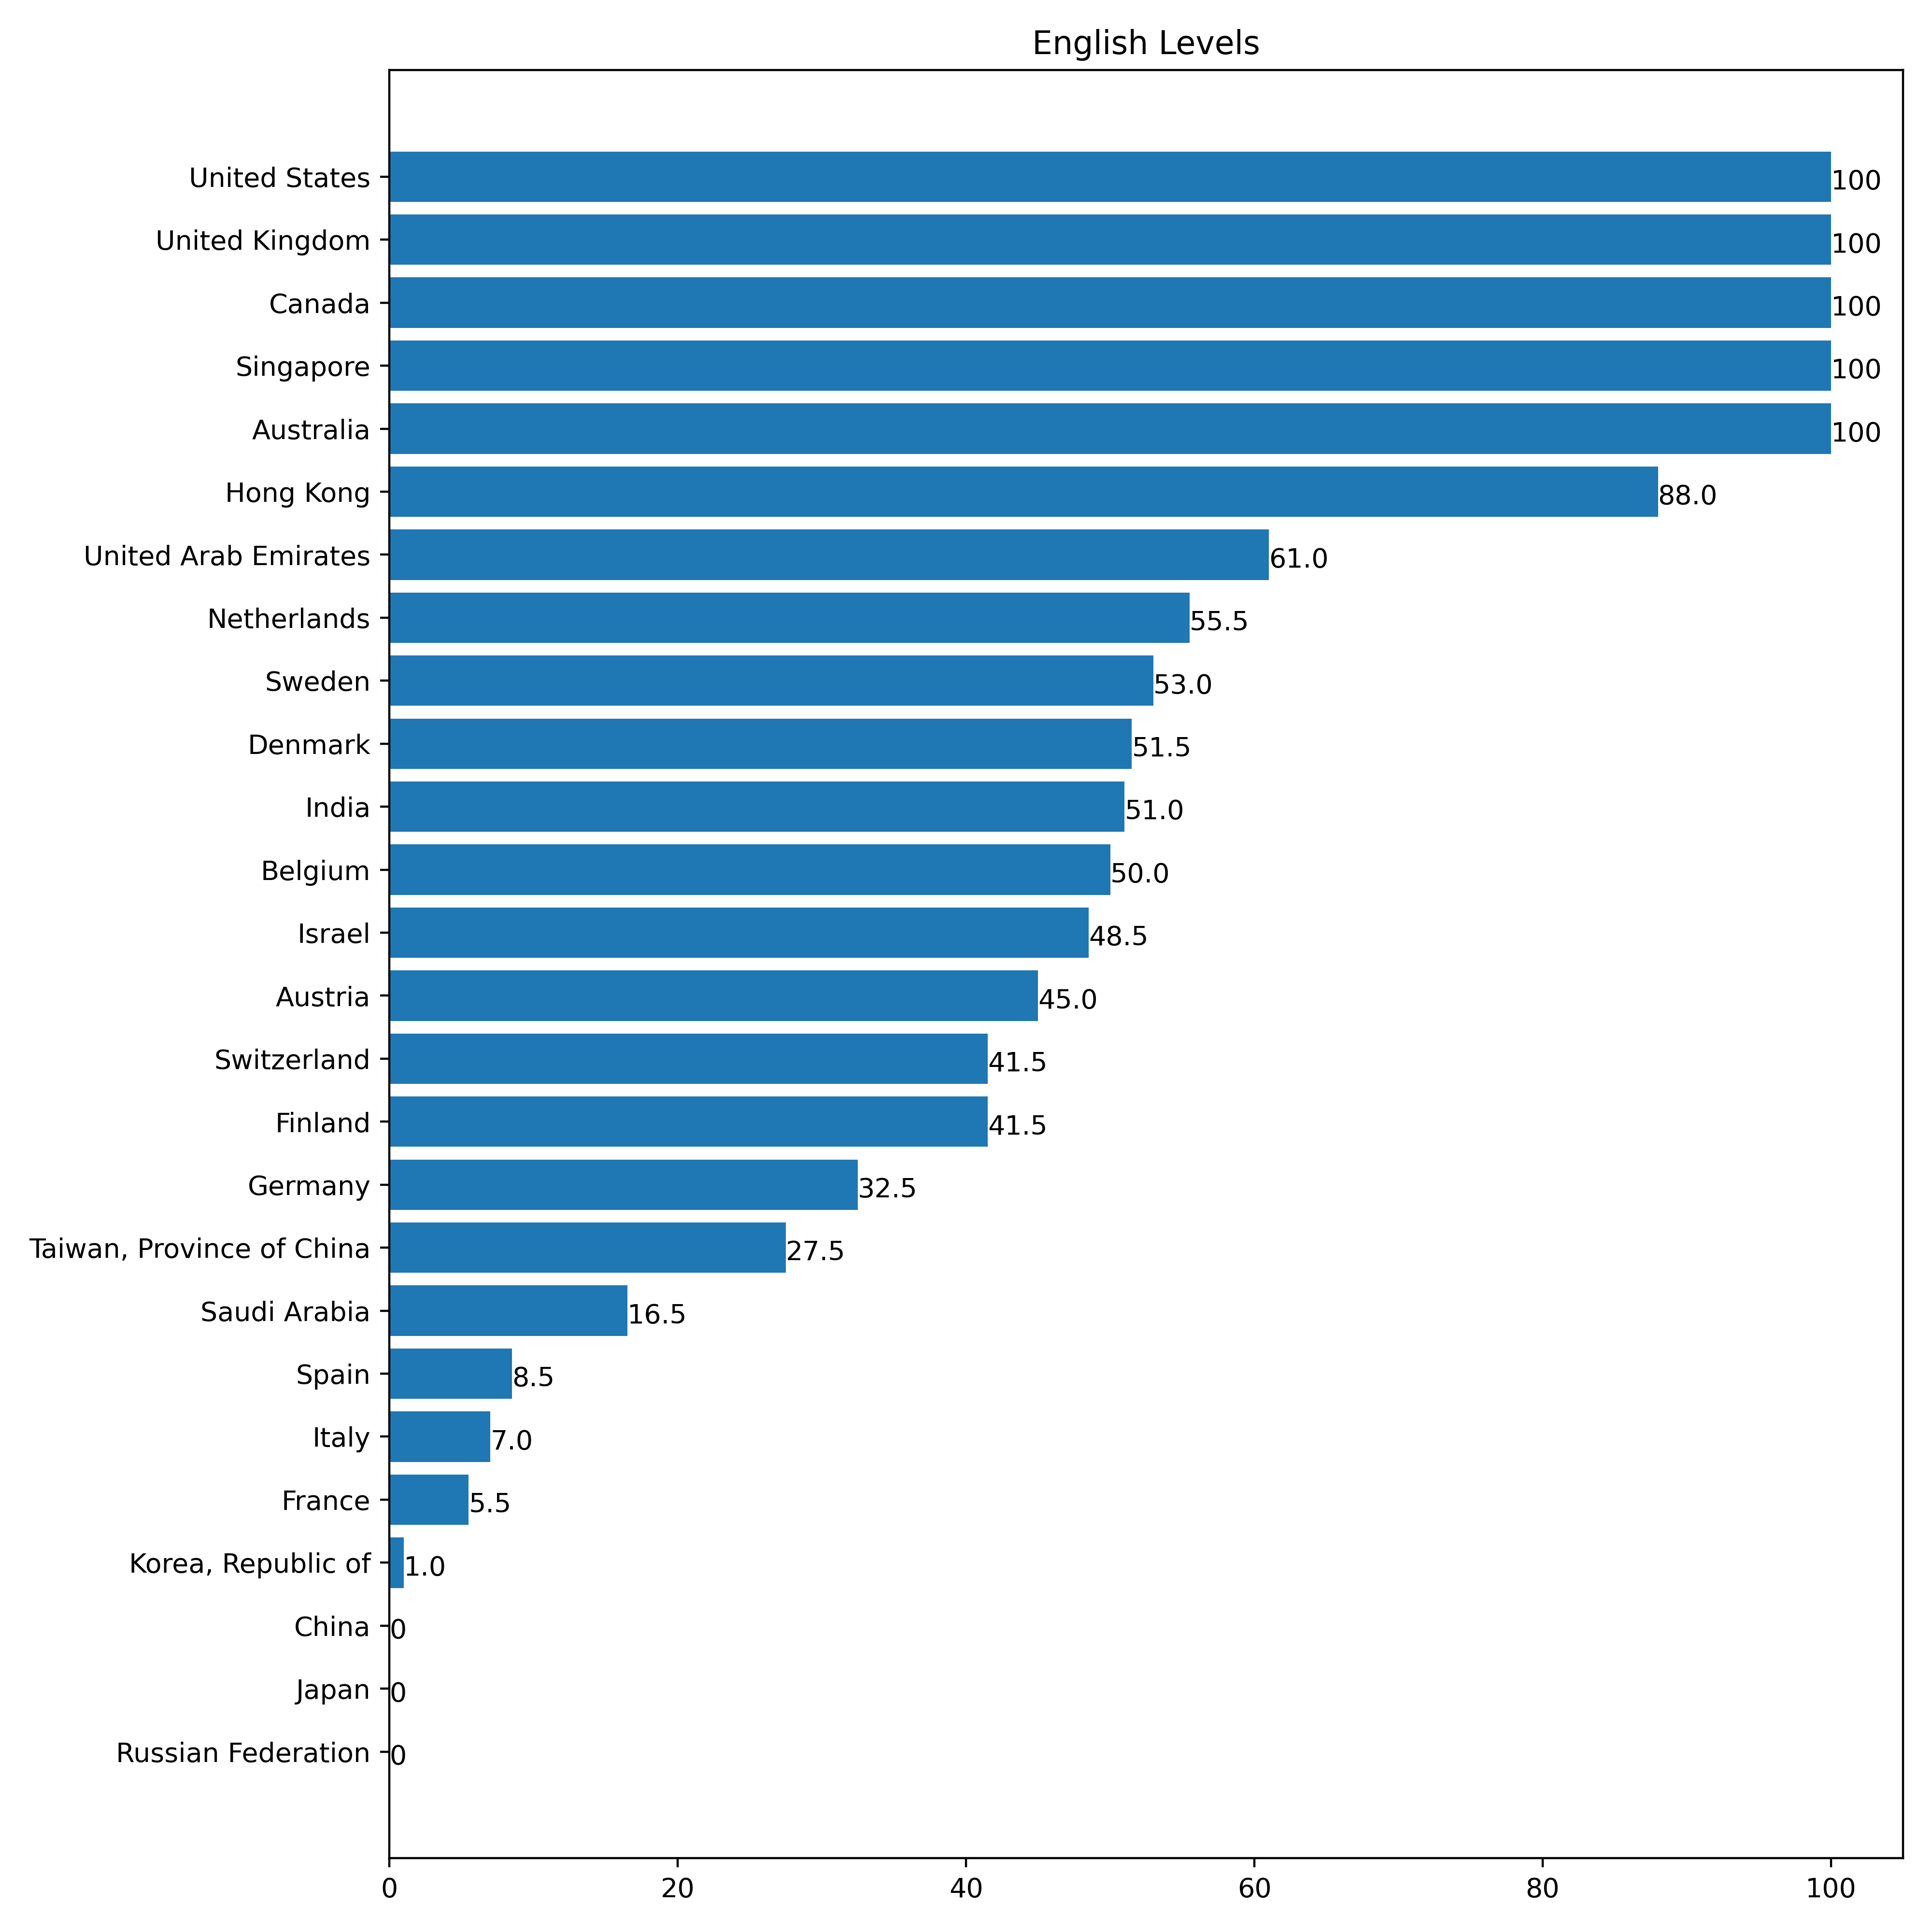 English Levels
United States 100
United Kingdom 100
Canada 100
Singapore 100
Australia 100
Hong Kong 88.0
United Arab Emirates 61.0
Netherlands 55.5
Sweden 53.0
Denmark 51.5
India 51.0
Belgium 50.0
Israel 48.5
Austria 45.0
Switzerland 41.5
Finland 41.5
Germany 32.5
Taiwan, Province of China 27.5
Saudi Arabia 16.5
Spain 8.5
Italy 7.0
France 5.5
Korea, Republic of 1.0
China 0
Japan 0
Russian Federation 0
0 20 40 60 80 100